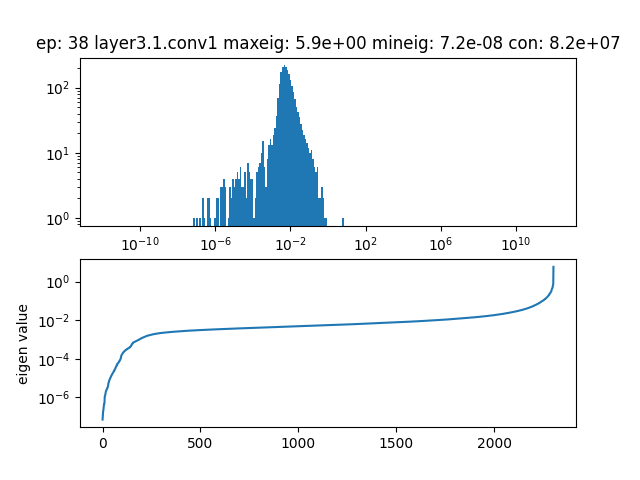 ep: 38 layer3.1.conv1 maxeig: 5.9e+00 mineig: 7.2e-08 con: 8.2e+07
10²
10¹
10⁰
10⁻¹⁰ 10⁻⁶ 10⁻² 10² 10⁶ 10¹⁰
eigen value
10⁰
10⁻²
10⁻⁴
10⁻⁶
0 500 1000 1500 2000